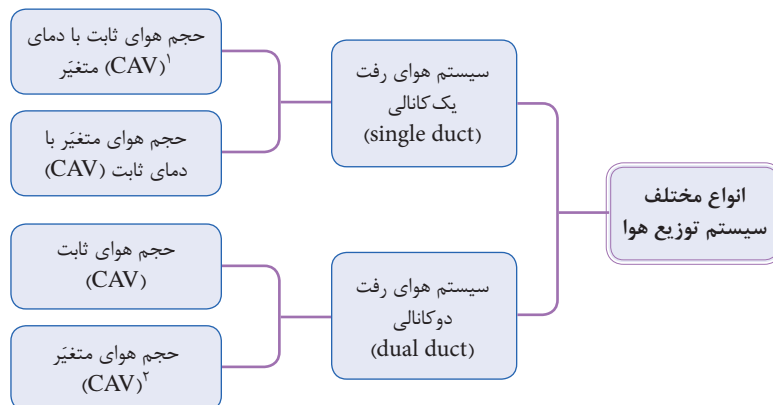 انواع مختلف
سیستم توزیع هوا
سیستم هوای رفت
یک‌کانالی
(single duct)
حجم هوای ثابت با دمای
متغیّر (CAV)۱
حجم هوای متغیّر با
دمای ثابت (CAV)
سیستم هوای رفت
دوکانالی
(dual duct)
حجم هوای ثابت
(CAV)
حجم هوای متغیّر
(CAV)۲